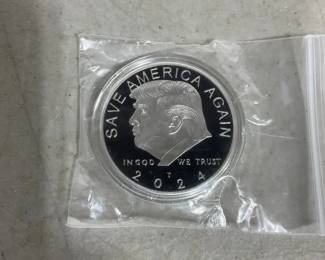 SAVE AMERICA AGAIN
IN GOD WE TRUST
T
2024